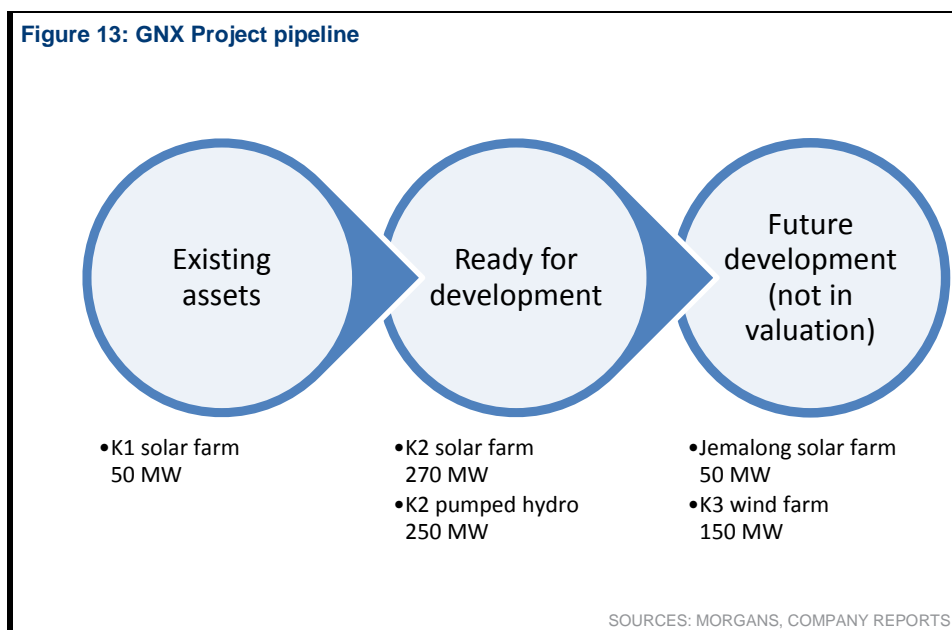 Figure 13: GNX Project pipeline
Existing
assets
Ready for
development
Future
development
(not in
valuation)
•K1 solar farm
50 MW
•K2 solar farm
270 MW
•K2 pumped hydro
250 MW
•Jemalong solar farm
50 MW
•K3 wind farm
150 MW
SOURCES: MORGANS, COMPANY REPORTS